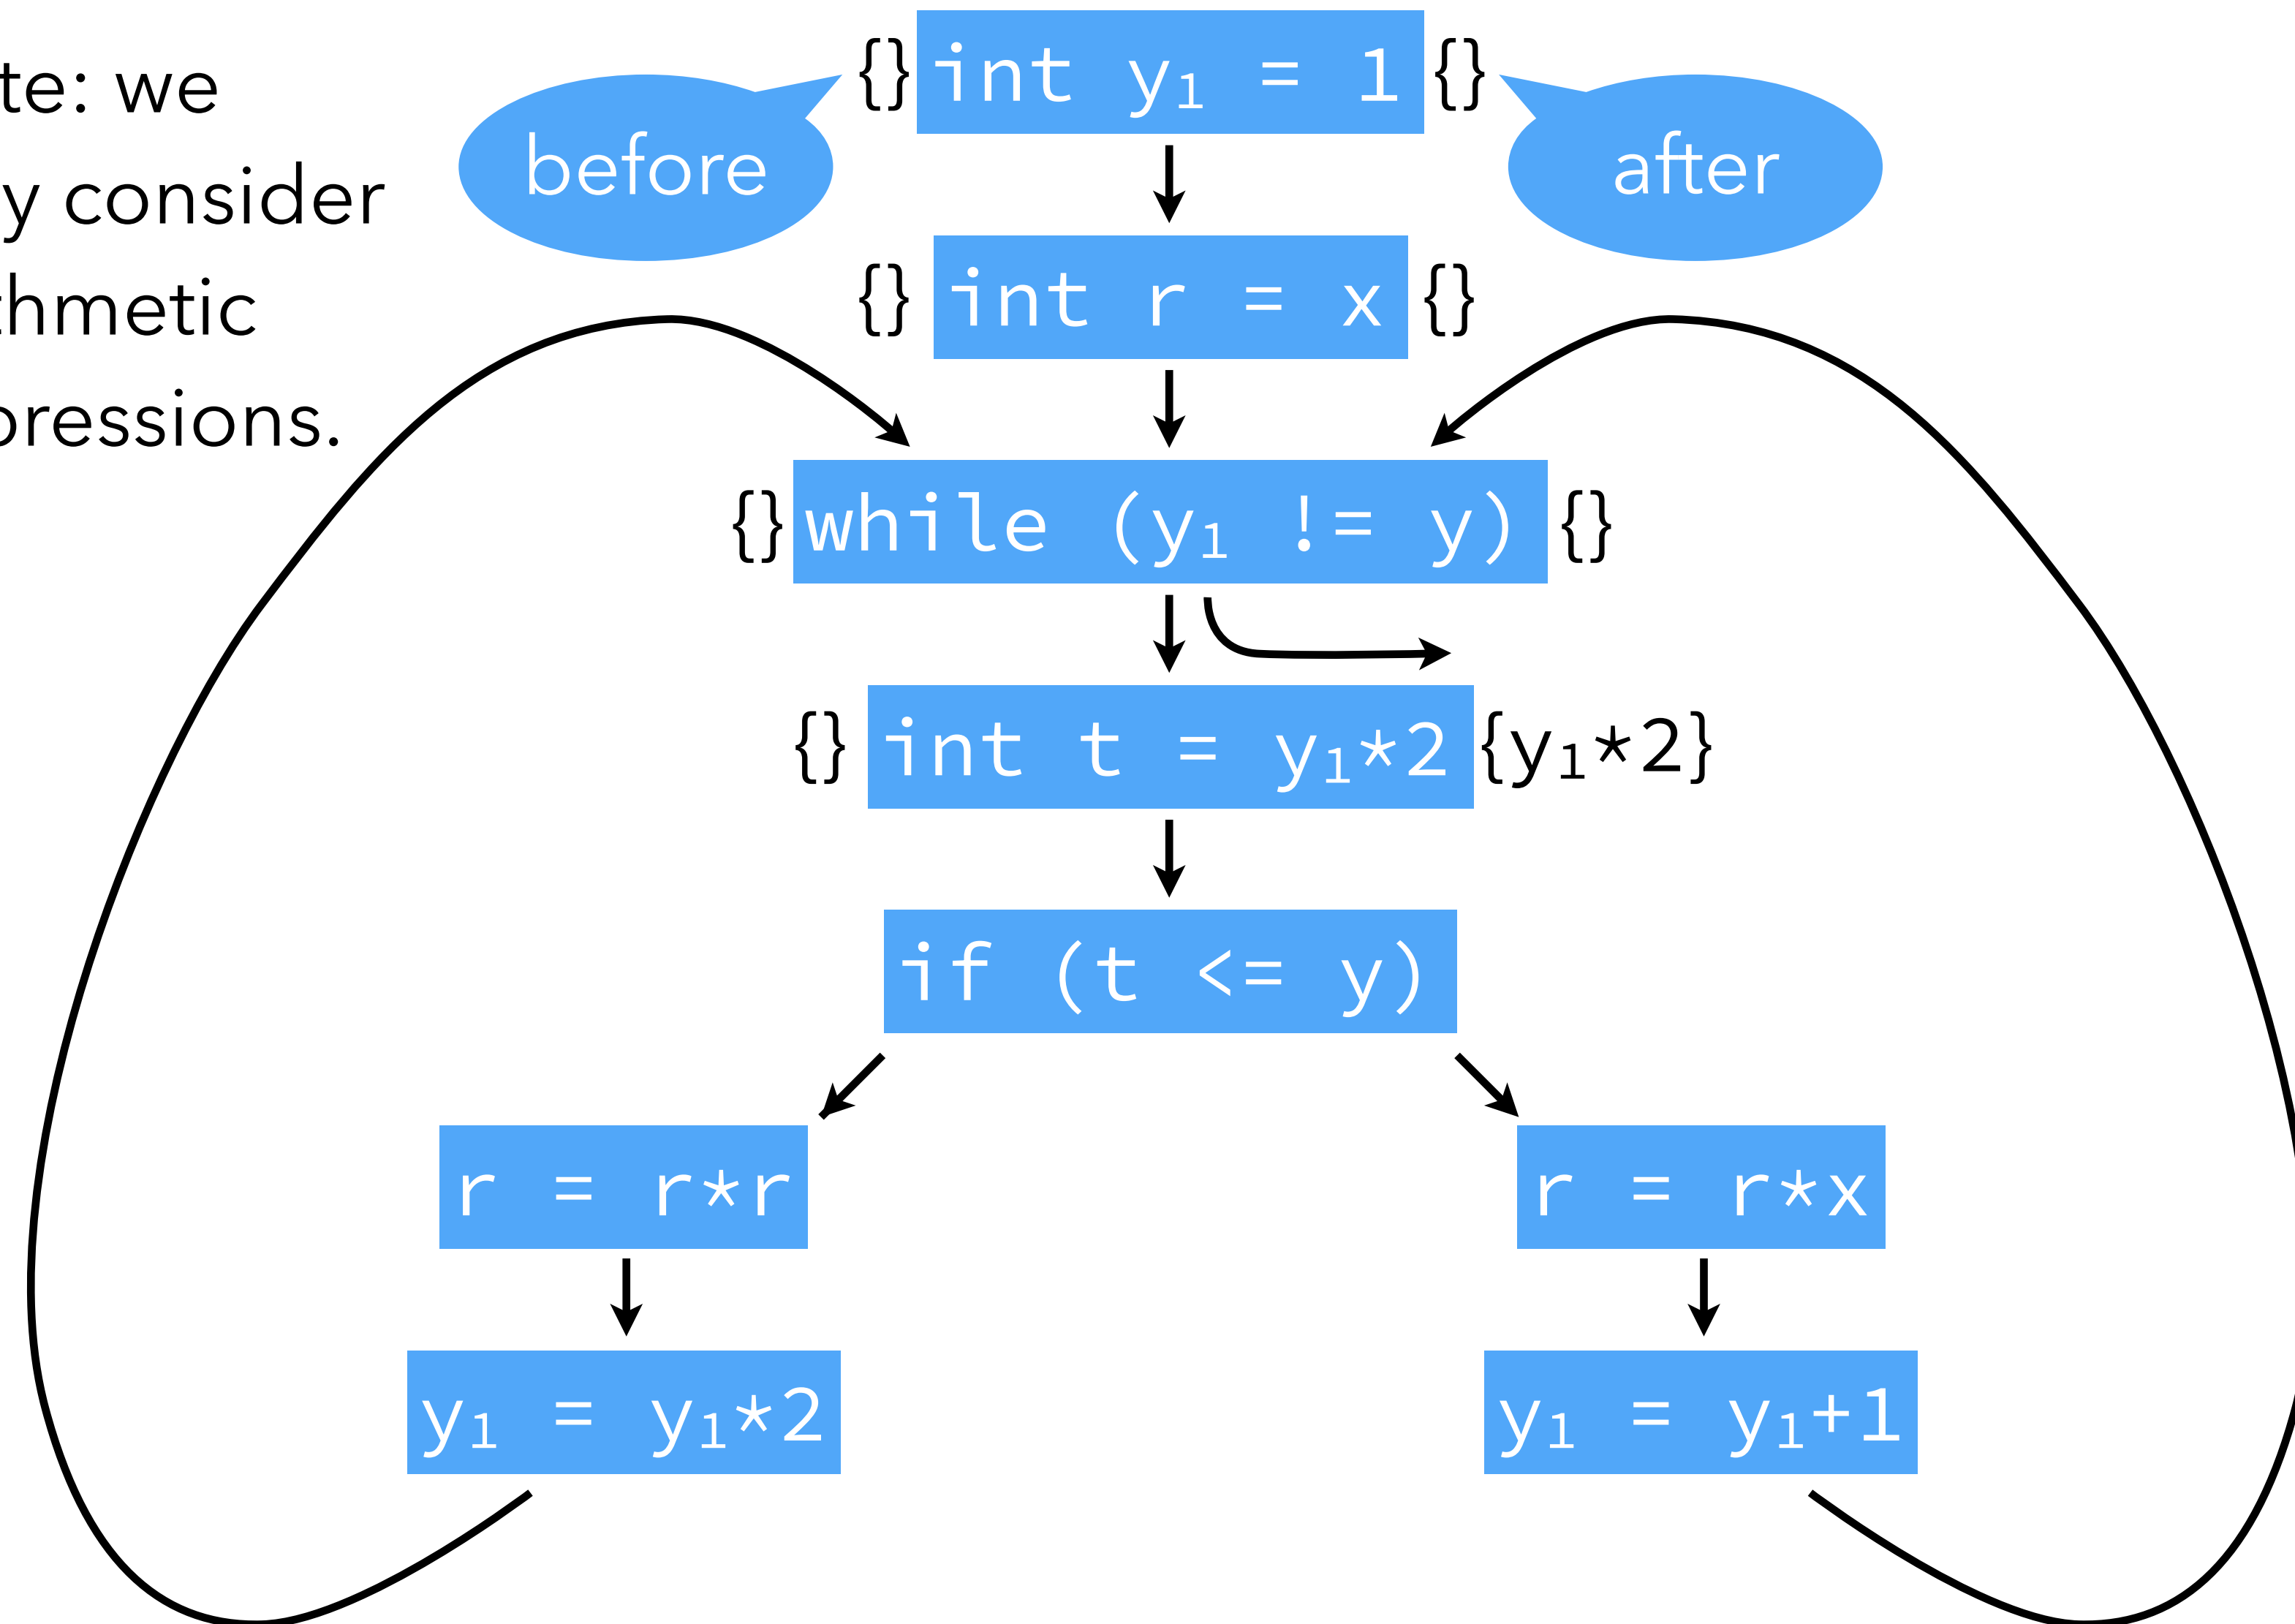 te: we
y consider
hmetic
ressions.
before
after
{} int y₁ = 1 {}
{} int r = x {}
{} while (y₁ != y) {}
{} int t = y₁*2 {y₁*2}
if (t <= y)
r = r*r
r = r*x
y₁ = y₁*2
y₁ = y₁+1